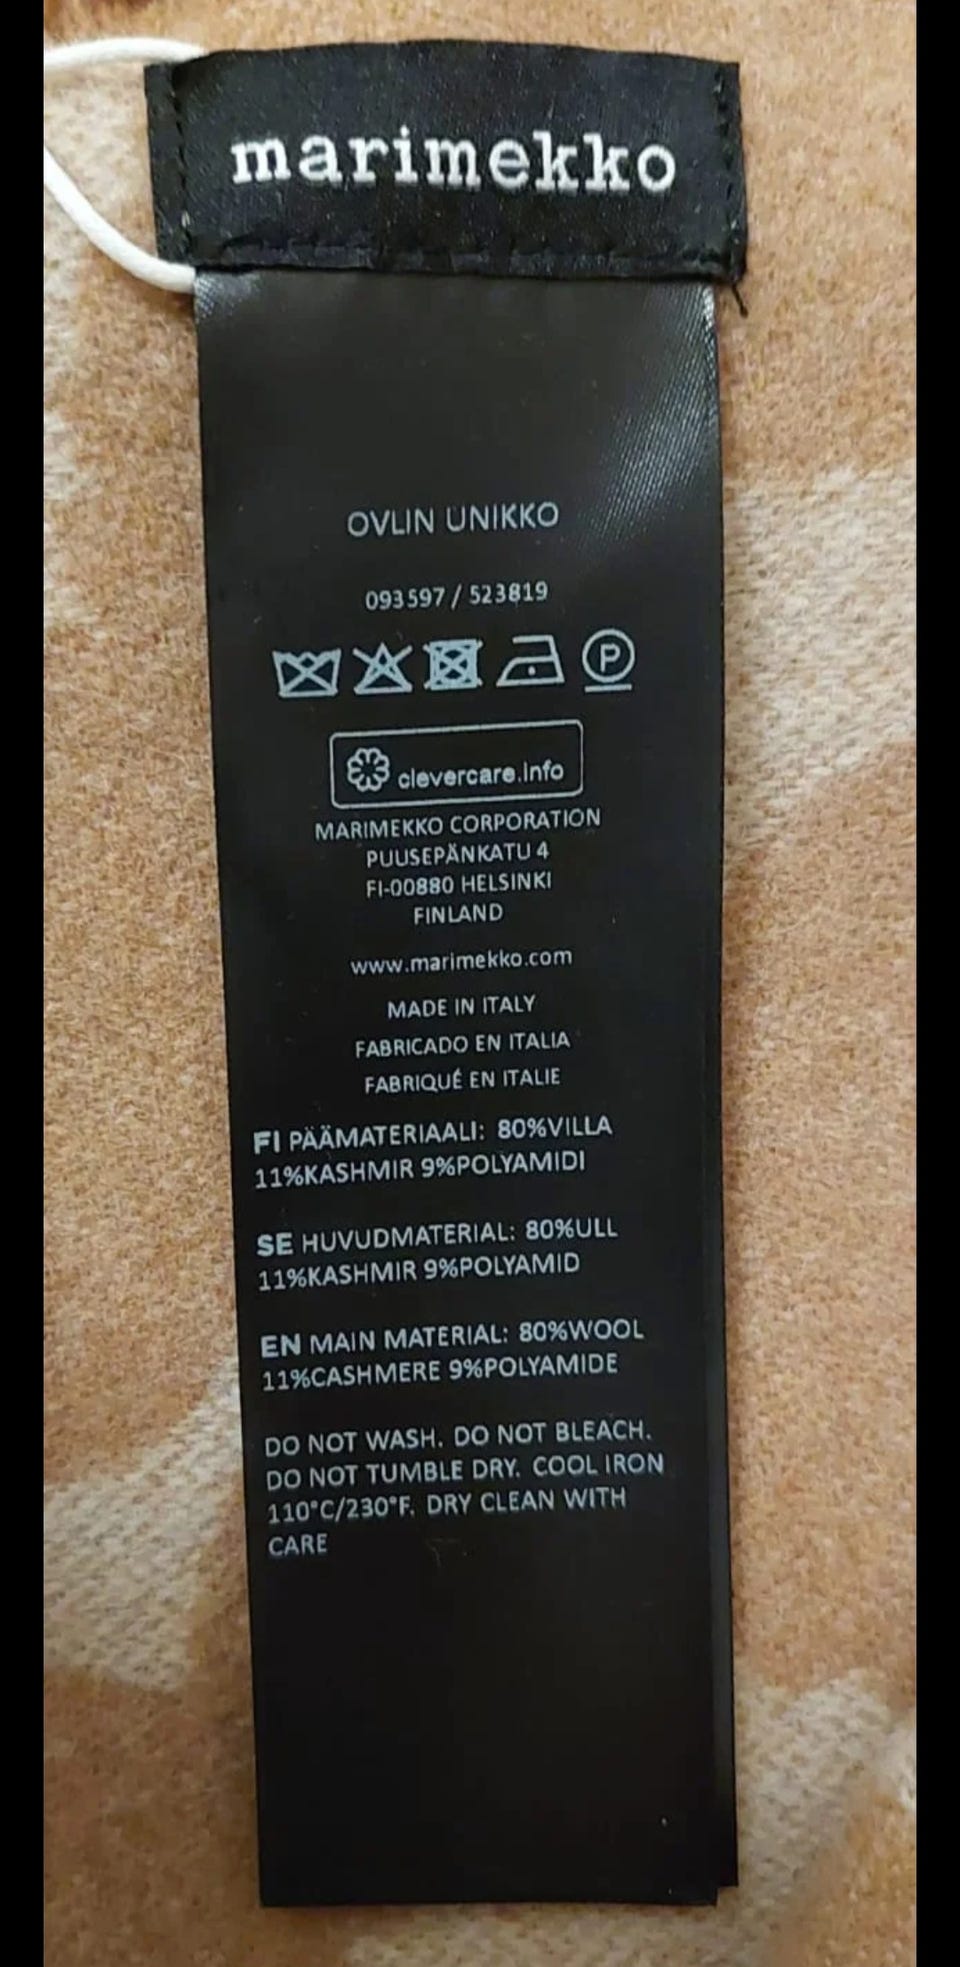 marimekko
OVLIN UNIKKO
093597 / 523819
P
clevercare.info
MARIMEKKO CORPORATION
PUUSEPÄNKATU 4
FI-00880 HELSINKI
FINLAND
www.marimekko.com
MADE IN ITALY
FABRICADO EN ITALIA
FABRIQUÉ EN ITALIE
FI PÄÄMATERIAALI: 80%VILLA
11%KASHMIR 9%POLYAMIDI
SE HUVUDMATERIAL: 80%ULL
11%KASHMIR 9%POLYAMID
EN MAIN MATERIAL: 80%WOOL
11%CASHMERE 9%POLYAMIDE
DO NOT WASH. DO NOT BLEACH.
DO NOT TUMBLE DRY. COOL IRON
110°C/230°F. DRY CLEAN WITH
CARE